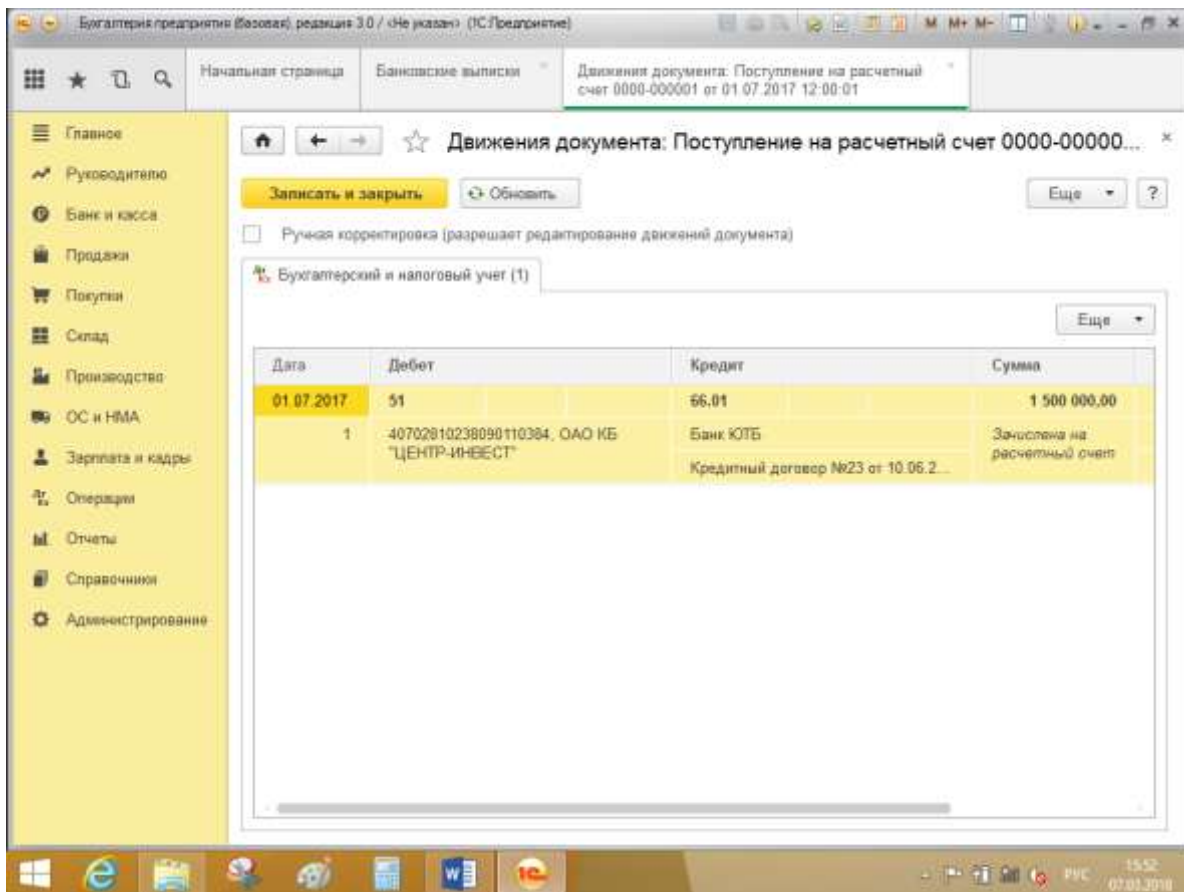 Бухгалтерия предприятия (базовая), редакция 3.0 / <Не указан> (1С:Предприятие)
M M+ M-
Начальная страница
Банковские выписки
Движения документа: Поступление на расчетный
счет 0000-000001 от 01.07.2017 12:00:01
Главное
Руководителю
Банк и касса
Продажи
Покупки
Склад
Производство
ОС и НМА
Зарплата и кадры
Операции
Отчеты
Справочники
Администрирование
Движения документа: Поступление на расчетный счет 0000-00000...
Записать и закрыть
Обновить
Еще
?
Ручная корректировка (разрешает редактирование движений документа)
Бухгалтерский и налоговый учет (1)
Еще
Дата Дебет Кредит Сумма
01.07.2017 51 66.01 1 500 000,00
1 40702810238090110384, ОАО КБ Банк ЮТБ Зачислена на
"ЦЕНТР-ИНВЕСТ" Кредитный договор №23 от 10.06.2... расчетный счет
РУС
15:52
07.03.2018